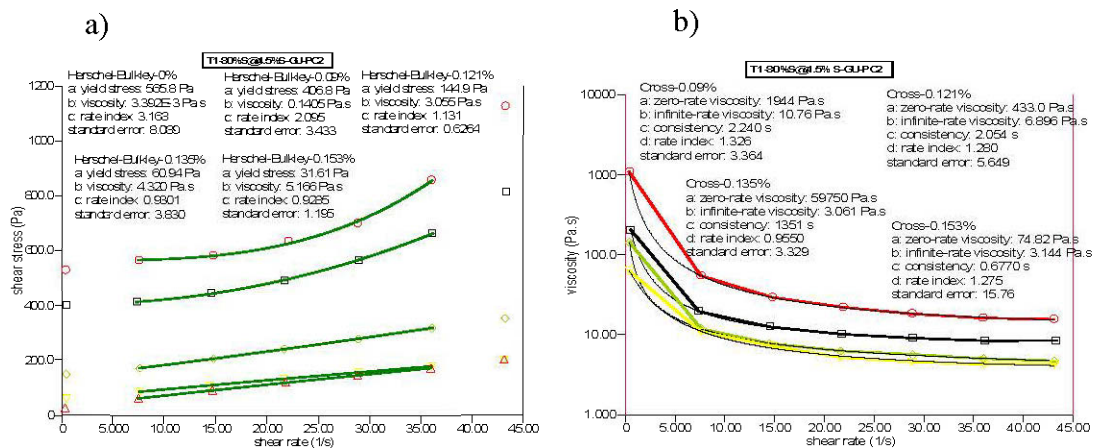 a)
T1-80%S@4.5%S-GU-PC2
Herschel-Bulkley-0%
a: yield stress: 565.8 Pa
b: viscosity: 3.392E-3 Pa.s
c: rate index: 3.163
standard error: 8.089
Herschel-Bulkley-0.09%
a: yield stress: 406.8 Pa
b: viscosity: 0.1405 Pa.s
c: rate index: 2.095
standard error: 3.433
Herschel-Bulkley-0.121%
a: yield stress: 144.9 Pa
b: viscosity: 3.055 Pa.s
c: rate index: 1.131
standard error: 0.6264
Herschel-Bulkley-0.135%
a: yield stress: 60.94 Pa
b: viscosity: 4.320 Pa.s
c: rate index: 0.9301
standard error: 3.830
Herschel-Bulkley-0.153%
a: yield stress: 31.61 Pa
b: viscosity: 5.166 Pa.s
c: rate index: 0.9285
standard error: 1.195
1200
1000
800.0
600.0
400.0
200.0
0
shear stress (Pa)
0
5.000
10.00
15.00
20.00
25.00
30.00
35.00
40.00
45.00
shear rate (1/s)
b)
T1-80%S@4.5% S-GU-PC2
Cross-0.09%
a: zero-rate viscosity: 1944 Pa.s
b: infinite-rate viscosity: 10.76 Pa.s
c: consistency: 2.240 s
d: rate index: 1.326
standard error: 3.364
Cross-0.121%
a: zero-rate viscosity: 433.0 Pa.s
b: infinite-rate viscosity: 6.896 Pa.s
c: consistency: 2.054 s
d: rate index: 1.280
standard error: 5.649
Cross-0.135%
a: zero-rate viscosity: 59750 Pa.s
b: infinite-rate viscosity: 3.061 Pa.s
c: consistency: 1351 s
d: rate index: 0.9550
standard error: 3.329
Cross-0.153%
a: zero-rate viscosity: 74.82 Pa.s
b: infinite-rate viscosity: 3.144 Pa.s
c: consistency: 0.6770 s
d: rate index: 1.275
standard error: 15.76
10000
1000
100.0
10.00
1.000
viscosity (Pa.s)
0
5.000
10.00
15.00
20.00
25.00
30.00
35.00
40.00
45.00
shear rate (1/s)